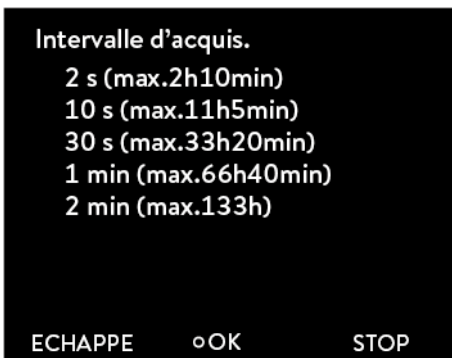 Intervalle d'acquis.
2 s (max.2h10min)
10 s (max.11h5min)
30 s (max.33h20min)
1 min (max.66h40min)
2 min (max.133h)
ECHAPPE oOK STOP